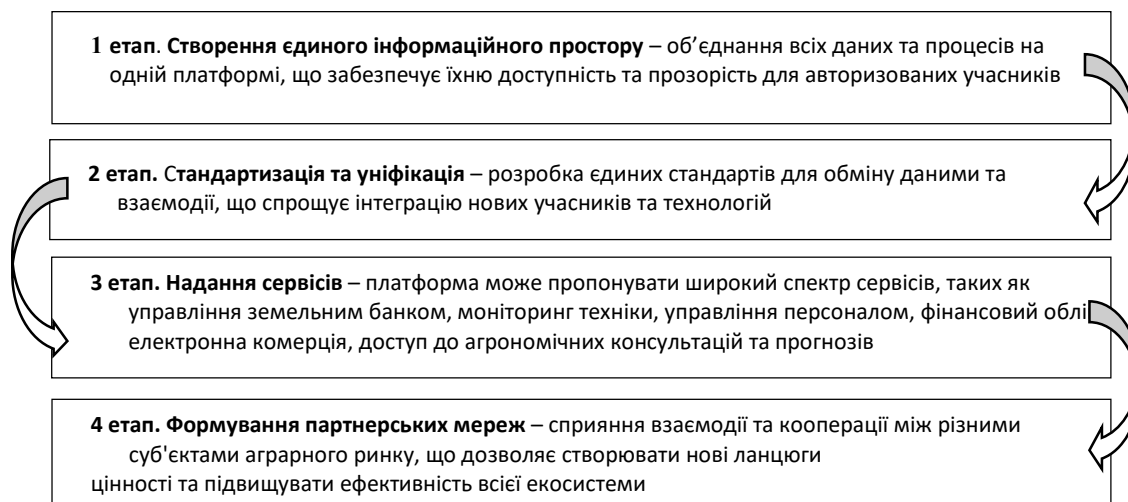 1 етап. Створення єдиного інформаційного простору – об’єднання всіх даних та процесів на
одній платформі, що забезпечує їхню доступність та прозорість для авторизованих учасників
2 етап. Стандартизація та уніфікація – розробка єдиних стандартів для обміну даними та
взаємодії, що спрощує інтеграцію нових учасників та технологій
3 етап. Надання сервісів – платформа може пропонувати широкий спектр сервісів, таких як
управління земельним банком, моніторинг техніки, управління персоналом, фінансовий
електронна комерція, доступ до агрономічних консультацій та прогнозів
4 етап. Формування партнерських мереж – сприяння взаємодії та кооперації між різними
суб'єктами аграрного ринку, що дозволяє створювати нові ланцюги
цінності та підвищувати ефективність всієї екосистеми